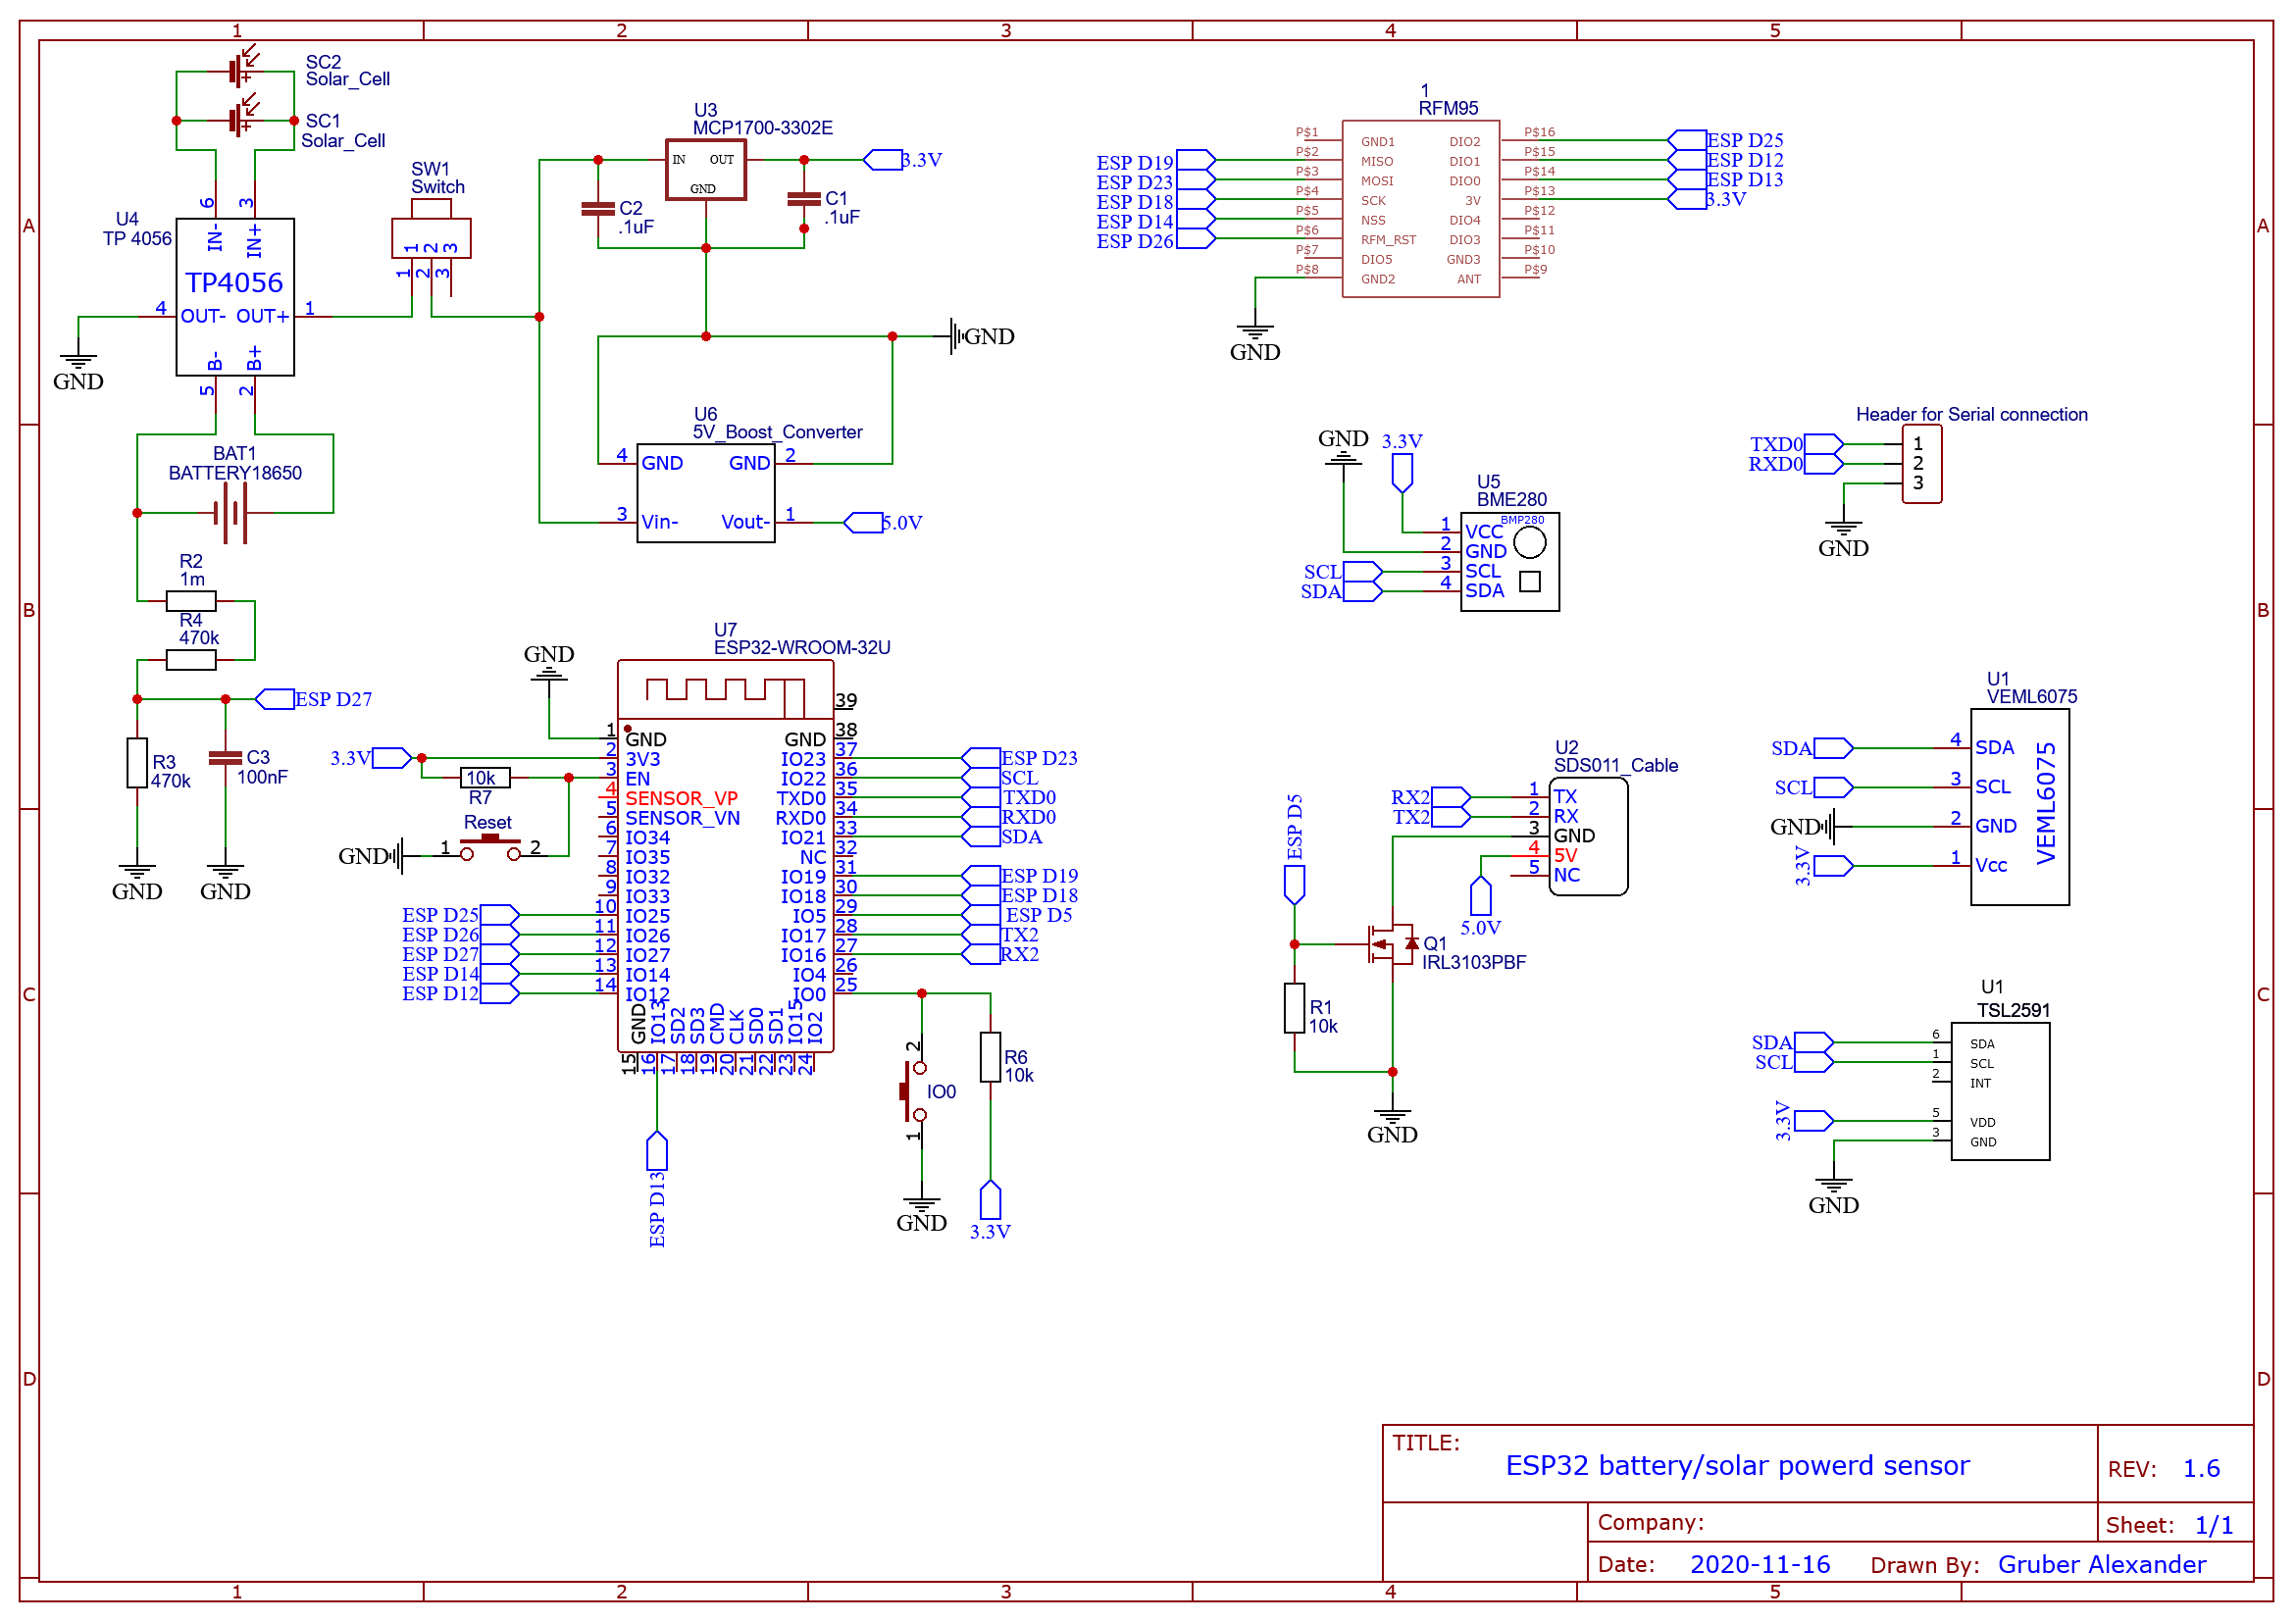 1 2 3 4 5
SC2
Solar_Cell
SC1
Solar_Cell
U4
TP 4056
6 3
IN- IN+
TP4056
4 OUT- OUT+ 1
B- B+
5 2
GND
SW1
Switch
1 2 3
1 2 3
U3
MCP1700-3302E
IN OUT
GND
C2
.1uF
C1
.1uF
3.3V
GND
U6
5V_Boost_Converter
4 GND GND 2
3 Vin- Vout- 1
5.0V
BAT1
BATTERY18650
R2
1m
R4
470k
ESP D27
R3
470k
C3
100nF
GND
GND
1
RFM95
ESP D19
ESP D23
ESP D18
ESP D14
ESP D26
P$1 GND1 DIO2 P$16
P$2 MISO DIO1 P$15
P$3 MOSI DIO0 P$14
P$4 SCK 3V P$13
P$5 NSS DIO4 P$12
P$6 RFM_RST DIO3 P$11
P$7 DIO5 GND3 P$10
P$8 GND2 ANT P$9
ESP D25
ESP D12
ESP D13
3.3V
GND
GND
3.3V
U5
BME280
BMP280
1 VCC
2 GND
SCL 3 SCL
SDA 4 SDA
Header for Serial connection
TXD0 1
RXD0 2
3
GND
U7
ESP32-WROOM-32U
GND
39
1 GND GND 38
3.3V 2 3V3 IO23 37 ESP D23
3 EN IO22 36 SCL
4 SENSOR_VP TXD0 35 TXD0
5 SENSOR_VN RXD0 34 RXD0
6 IO34 IO21 33 SDA
7 IO35 NC 32
8 IO32 IO19 31 ESP D19
9 IO33 IO18 30 ESP D18
ESP D25 10 IO25 IO5 29 ESP D5
ESP D26 11 IO26 IO17 28 TX2
ESP D27 12 IO27 IO16 27 RX2
ESP D14 13 IO14 IO4 26
ESP D12 14 IO12 IO0 25
GND IO13 SD2 SD3 CMD CLK SD0 SD1 IO15 IO2
15 16 17 18 19 20 21 22 23 24
ESP D13
10k
R7
Reset
GND 1 2
2
IO0
1
GND
R6
10k
3.3V
U2
SDS011_Cable
RX2 1 TX
TX2 2 RX
3 GND
4 5V
5 NC
5.0V
ESP D5
Q1
IRL3103PBF
R1
10k
GND
U1
VEML6075
SDA 4 SDA
SCL 3 SCL
GND 2 GND
3.3V 1 Vcc
VEML6075
U1
TSL2591
SDA 6 SDA
SCL 1 SCL
2 INT
3.3V 5 VDD
3 GND
GND
A B C D
A B C D
TITLE:
ESP32 battery/solar powerd sensor
REV: 1.6
Company:
Sheet: 1/1
Date: 2020-11-16
Drawn By: Gruber Alexander
1 2 3 4 5